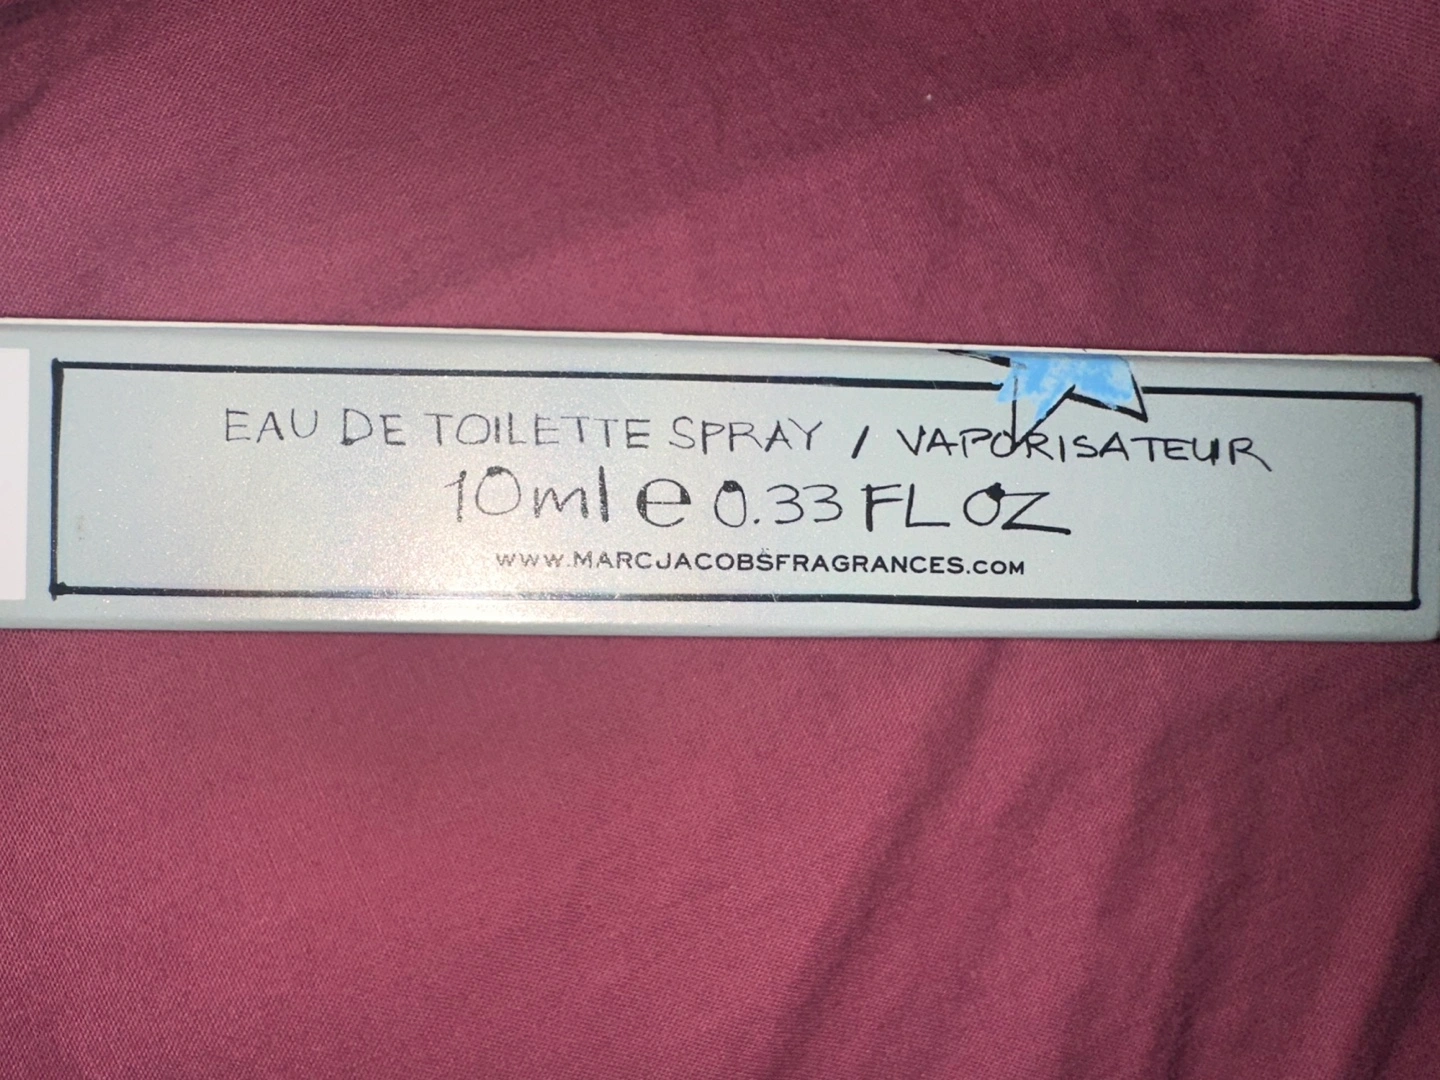 EAU DE TOILETTE SPRAY / VAPORISATEUR
10ml e 0.33 FL OZ
WWW.MARCJACOBSFRAGRANCES.COM